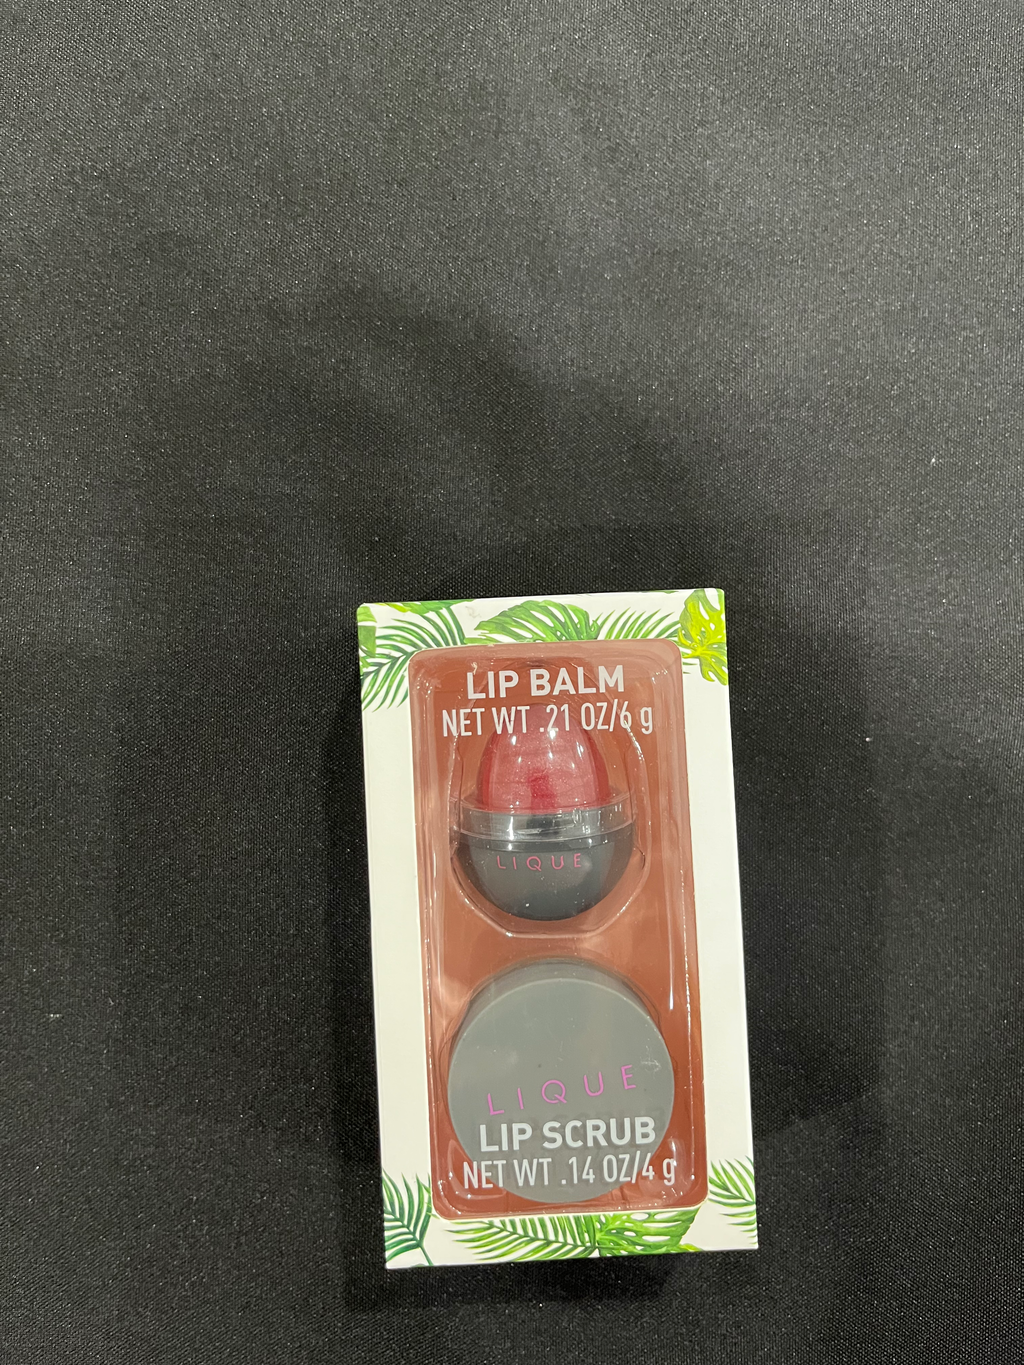 LIP BALM
NET WT .21 OZ/6 g
LIQUE
LIQUE
LIP SCRUB
NET WT .14 OZ/4 g